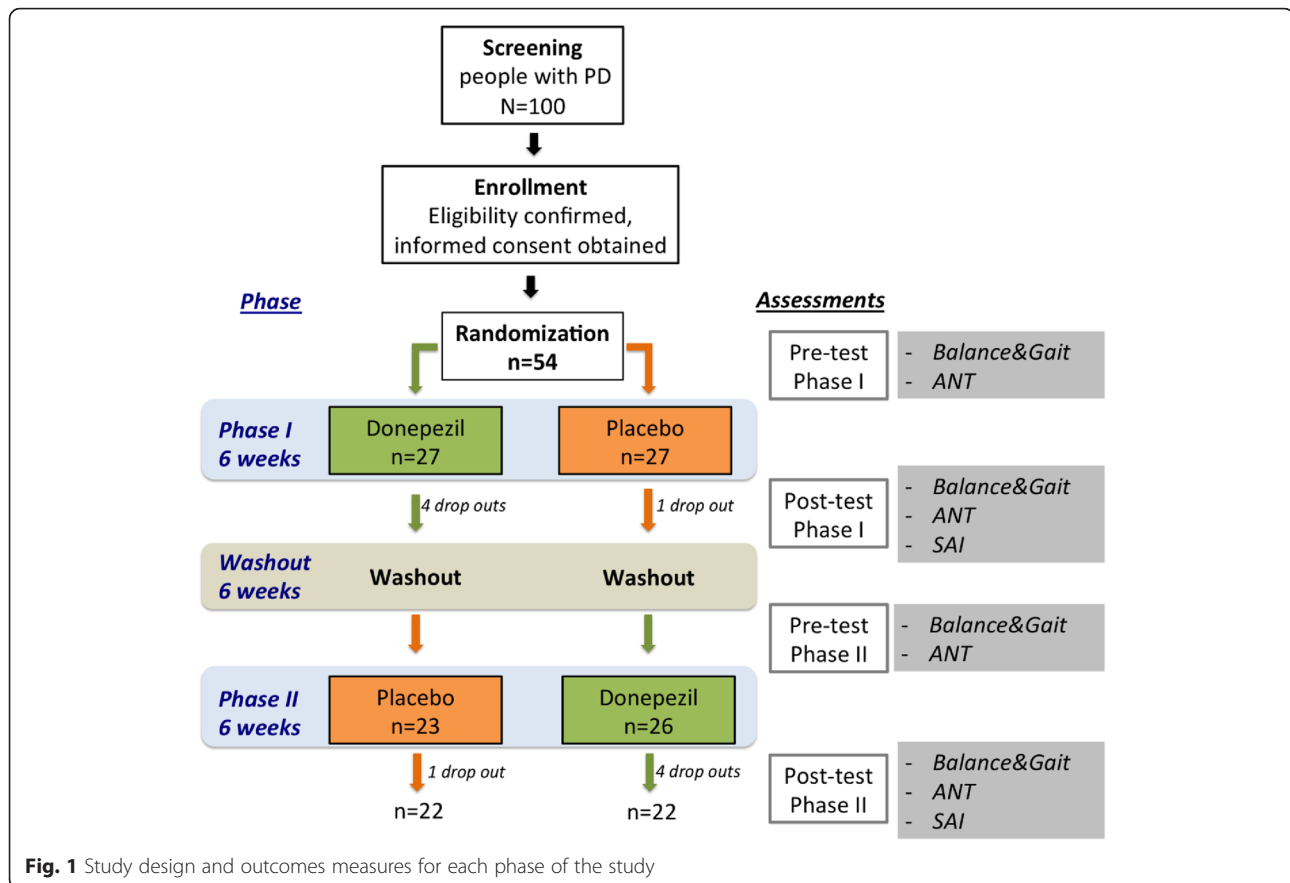 Screening
people with PD
N=100
Enrollment
Eligibility confirmed,
informed consent obtained
Phase
Assessments
Randomization
n=54
Pre-test
Phase I
- Balance&Gait
- ANT
Phase I
6 weeks
Donepezil
n=27
Placebo
n=27
4 drop outs
1 drop out
Post-test
Phase I
- Balance&Gait
- ANT
- SAI
Washout
6 weeks
Washout
Washout
Pre-test
Phase II
- Balance&Gait
- ANT
Phase II
6 weeks
Placebo
n=23
Donepezil
n=26
1 drop out
4 drop outs
n=22
n=22
Post-test
Phase II
- Balance&Gait
- ANT
- SAI
Fig. 1 Study design and outcomes measures for each phase of the study